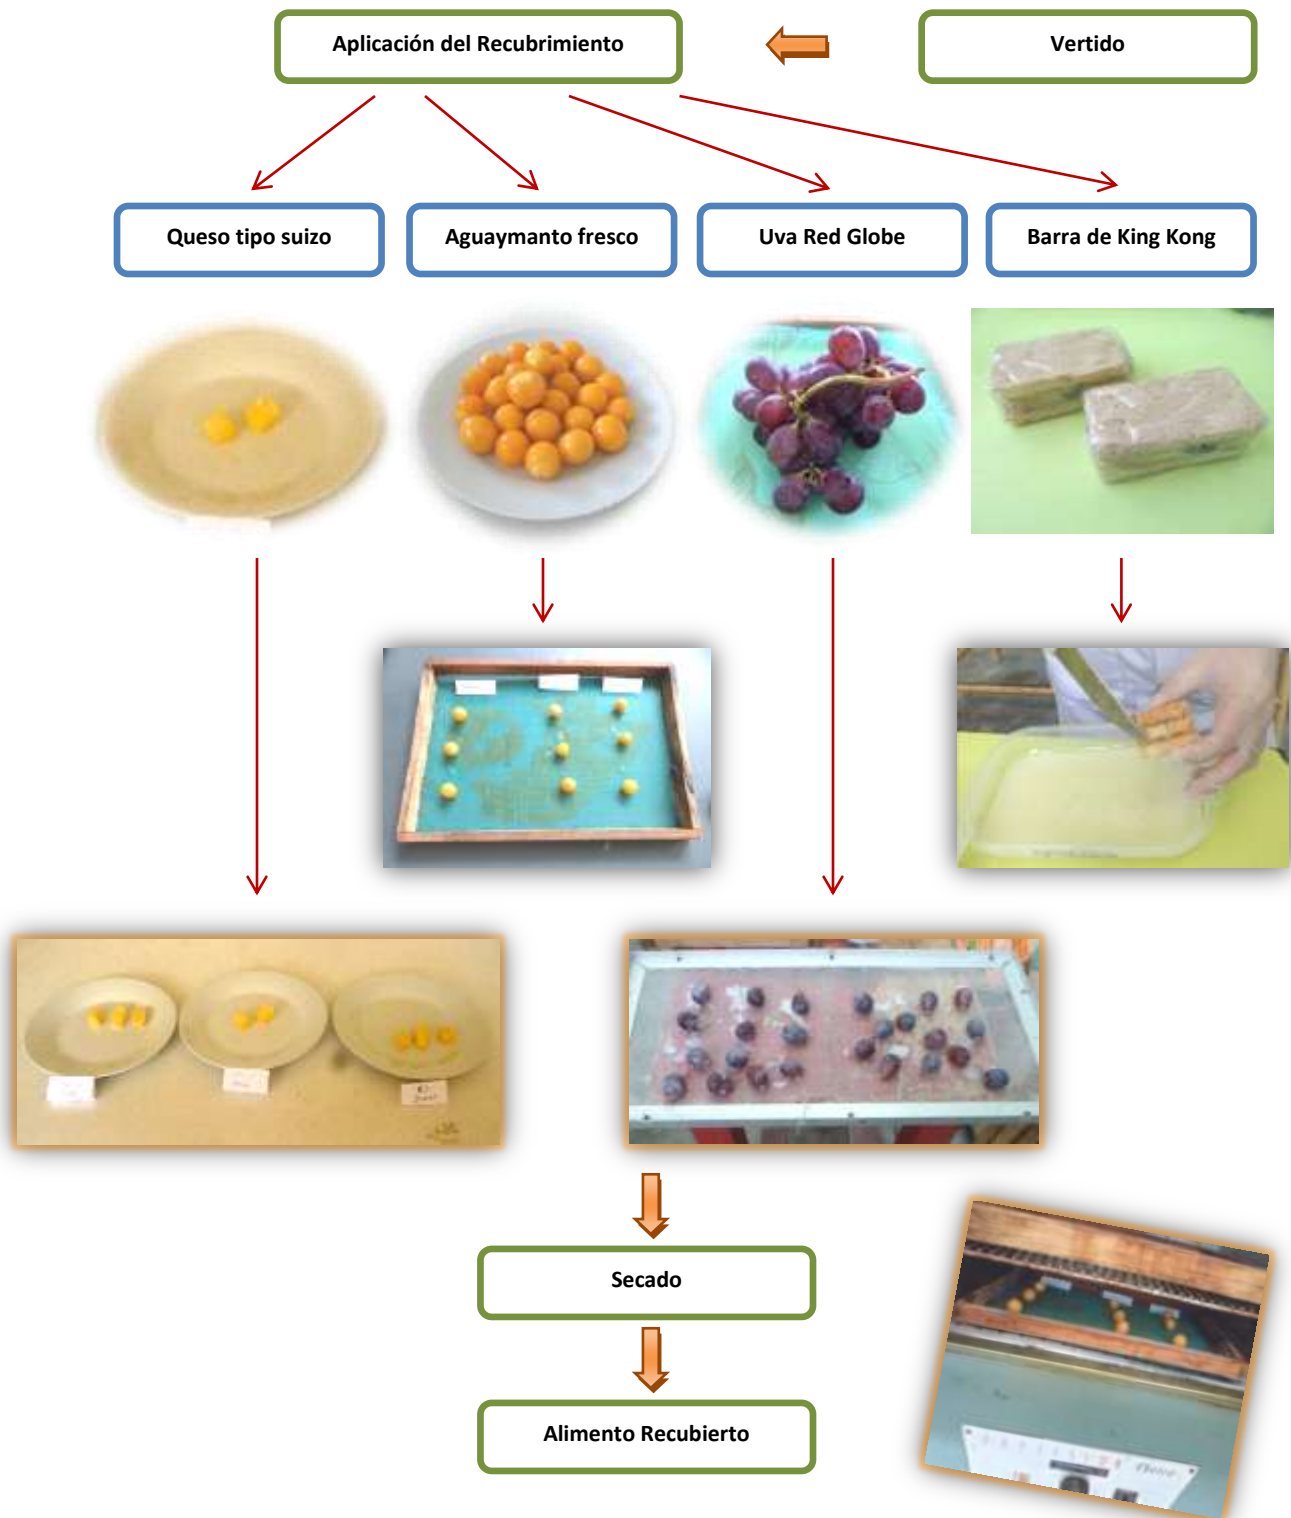 Aplicación del Recubrimiento
Vertido
Queso tipo suizo
Aguaymanto fresco
Uva Red Globe
Barra de King Kong
Secado
Alimento Recubierto